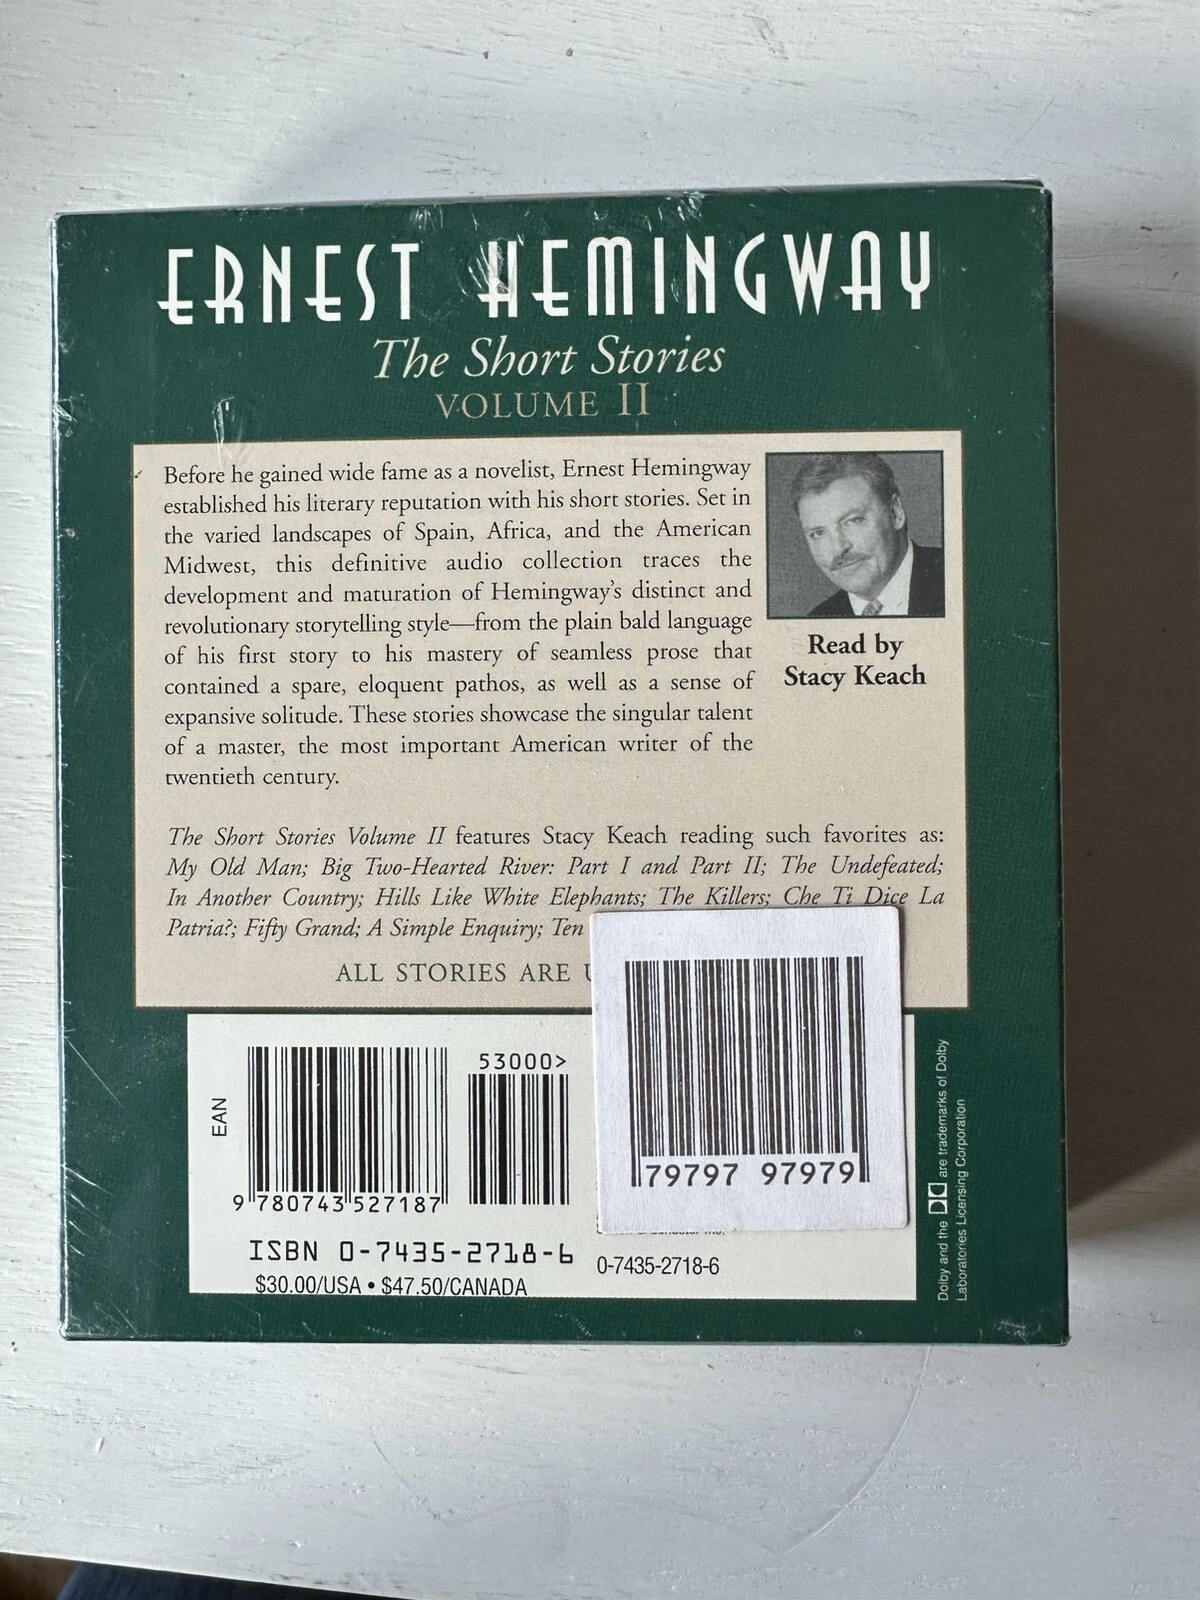 ERNEST HEMINGWAY
The Short Stories
VOLUME II
Before he gained wide fame as a novelist, Ernest Hemingway
established his literary reputation with his short stories. Set in
the varied landscapes of Spain, Africa, and the American
Midwest, this definitive audio collection traces the
development and maturation of Hemingway's distinct and
revolutionary storytelling style—from the plain bald language
of his first story to his mastery of seamless prose that
contained a spare, eloquent pathos, as well as a sense of
expansive solitude. These stories showcase the singular talent
of a master, the most important American writer of the
twentieth century.
Read by
Stacy Keach
The Short Stories Volume II features Stacy Keach reading such favorites as:
My Old Man; Big Two-Hearted River: Part I and Part II; The Undefeated;
In Another Country; Hills Like White Elephants; The Killers; Che Ti Dice La
Patria?; Fifty Grand; A Simple Enquiry; Ten
ALL STORIES ARE
EAN
53000>
9 780743 527187
ISBN 0-7435-2718-6
$30.00/USA • $47.50/CANADA
79797 97979
0-7435-2718-6
Dolby and the are trademarks of Dolby
Laboratories Licensing Corporation